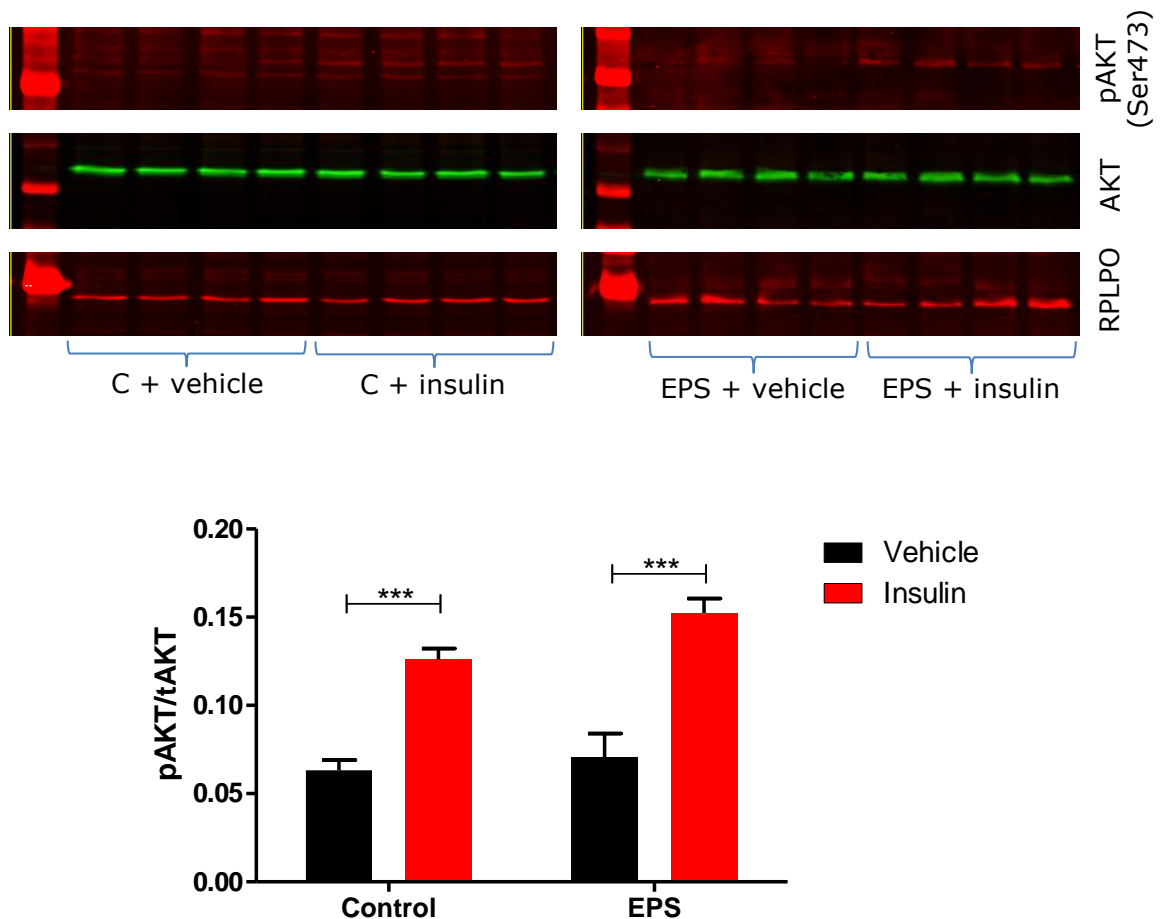 pAKT
(Ser473)
AKT
RPLPO
C + vehicle
C + insulin
EPS + vehicle
EPS + insulin
0.20
0.15
0.10
0.05
0.00
pAKT/tAKT
***
***
Control
EPS
Vehicle
Insulin